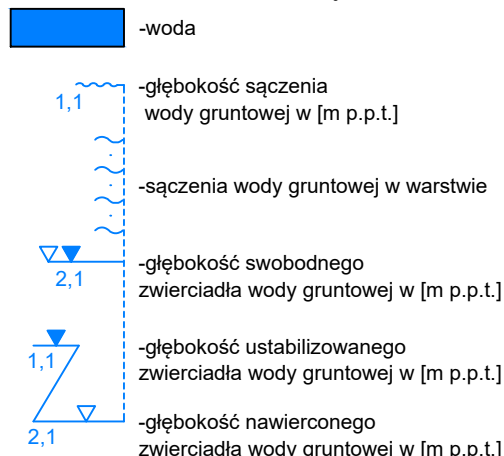 -woda
-głębokość sączenia
1,1
wody gruntowej w [m p.p.t.]
-sączenia wody gruntowej w warstwie
-głębokość swobodnego
2,1
zwierciadła wody gruntowej w [m p.p.t.]
-głębokość ustabilizowanego
1,1
zwierciadła wody gruntowej w [m p.p.t.]
-głębokość nawierconego
2,1
zwierciadła wody gruntowej w [m p.p.t.]